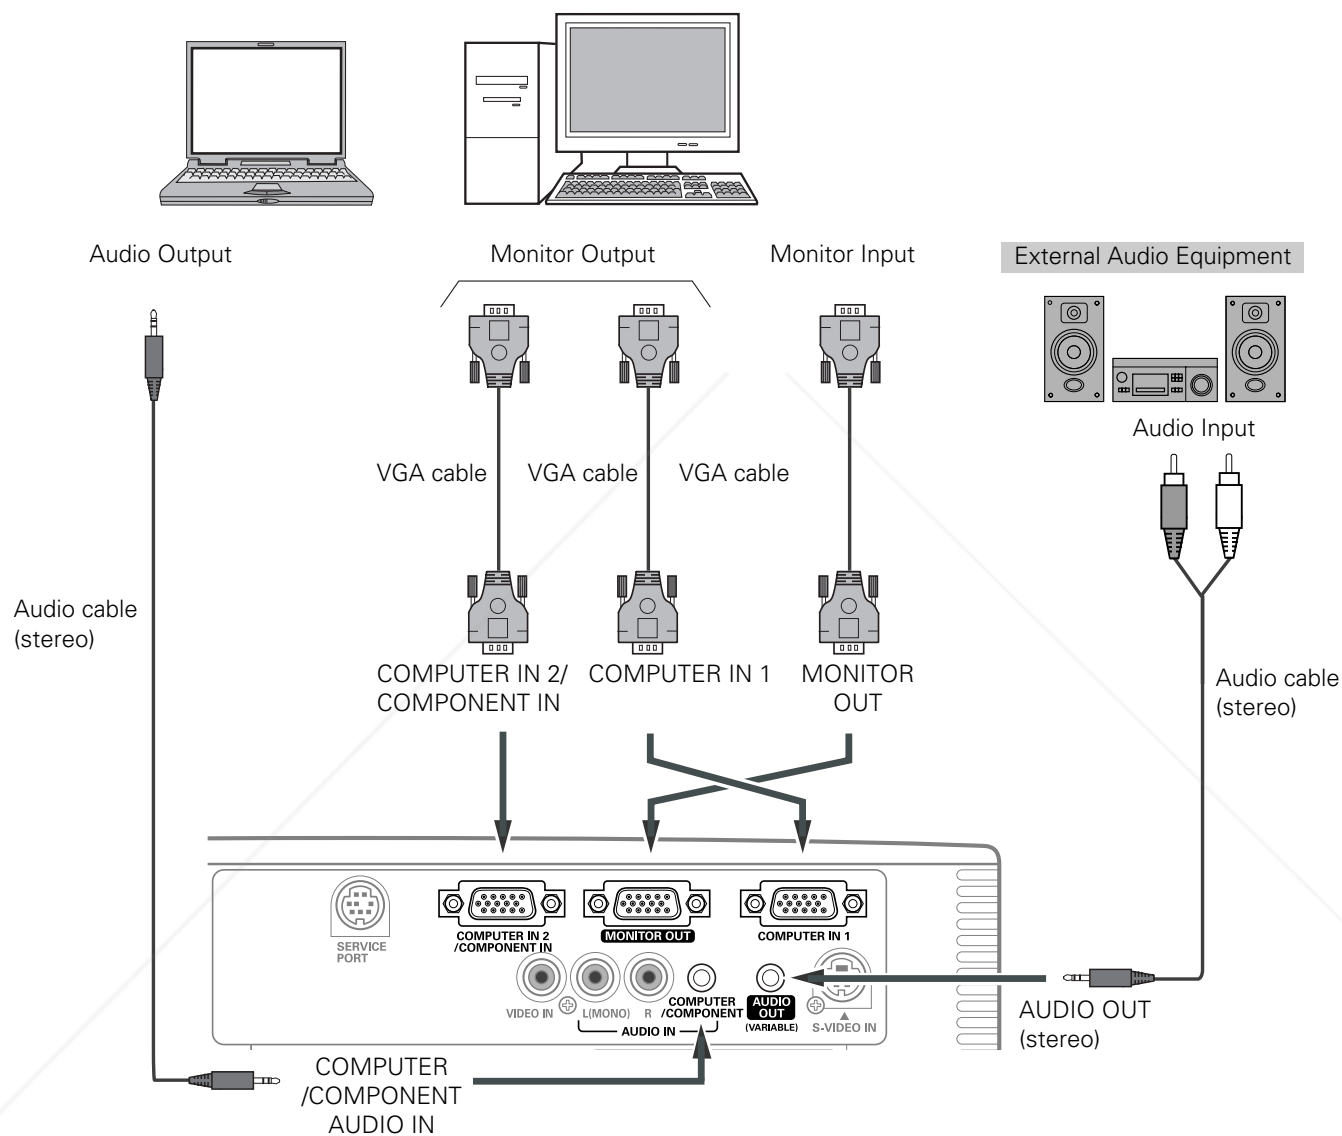 Audio Output
Monitor Output
Monitor Input
External Audio Equipment
Audio Input
VGA cable
VGA cable
VGA cable
Audio cable
(stereo)
COMPUTER IN 2/
COMPONENT IN
COMPUTER IN 1
MONITOR
OUT
Audio cable
(stereo)
SERVICE
PORT
COMPUTER IN 2
/COMPONENT IN
MONITOR OUT
COMPUTER IN 1
VIDEO IN
L(MONO)
R
AUDIO IN
COMPUTER
/COMPONENT
AUDIO
OUT
(VARIABLE)
S-VIDEO IN
AUDIO OUT
(stereo)
COMPUTER
/COMPONENT
AUDIO IN